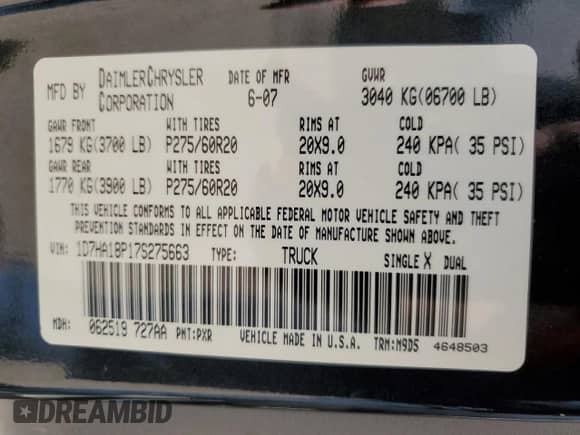 MFD BY DAIMLERCHRYSLER CORPORATION DATE OF MFR 6-07 GVWR 3040 KG(06700 LB)
GAWR FRONT WITH TIRES RIMS AT COLD
1679 KG(3700 LB) P275/60R20 20X9.0 240 KPA( 35 PSI)
GAWR REAR WITH TIRES RIMS AT COLD
1770 KG(3900 LB) P275/60R20 20X9.0 240 KPA( 35 PSI)
THIS VEHICLE CONFORMS TO ALL APPLICABLE FEDERAL MOTOR VEHICLE SAFETY AND THEFT
PREVENTION STANDARDS IN EFFECT ON THE DATE OF MANUFACTURE SHOWN ABOVE.
VIN: 1D7HA18P17S275663 TYPE: TRUCK SINGLE X DUAL
MDH: 062519 727AA PNT:PXR VEHICLE MADE IN U.S.A. TRM:M9D5 4648503
DREAMBID